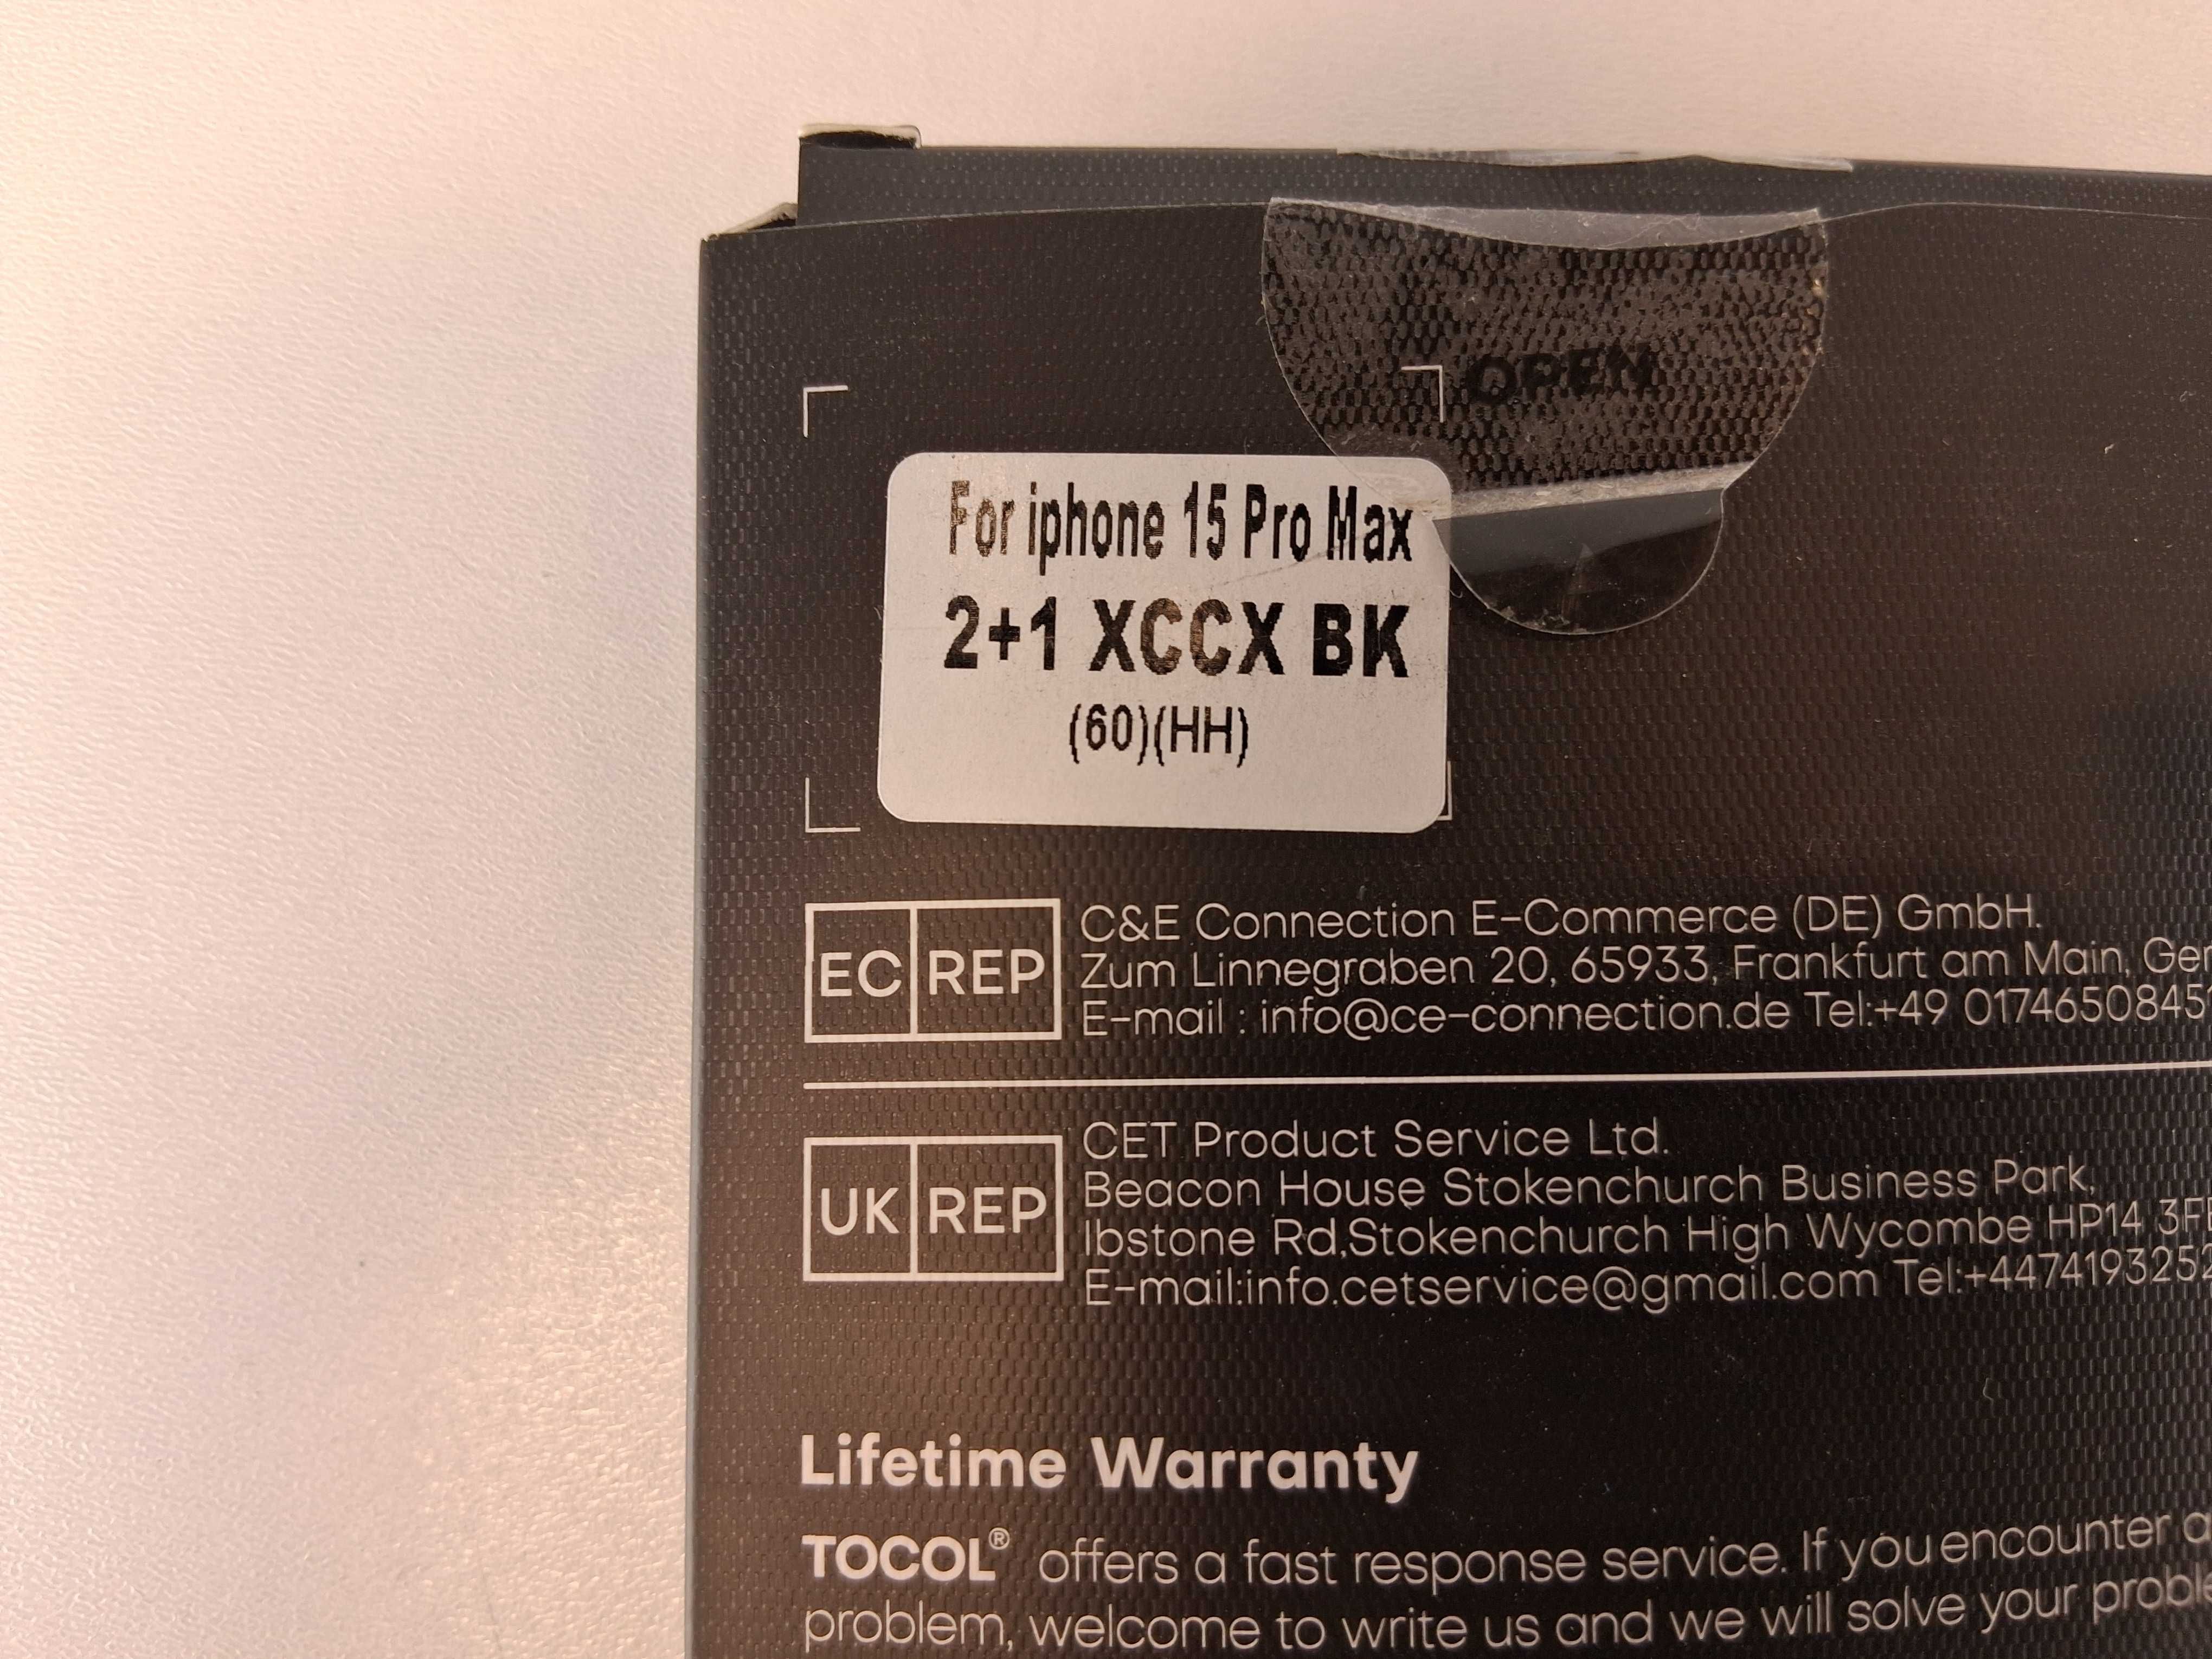 OPEN
For iphone 15 Pro Max
2+1 XCCX BK
(60)(HH)
EC REP
C&E Connection E-Commerce (DE) GmbH.
Zum Linnegraben 20, 65933, Frankfurt am Main,
E-mail : info@ce-connection.de Tel:+49
UK REP
CET Product Service Ltd.
Beacon House Stokenchurch Business Park,
Ibstone Rd,Stokenchurch High Wycombe HP14
E-mail:info.cetservice@gmail.com
Lifetime Warranty
TOCOL® offers a fast response service. If you encounter
problem, welcome to write us and we will solve your